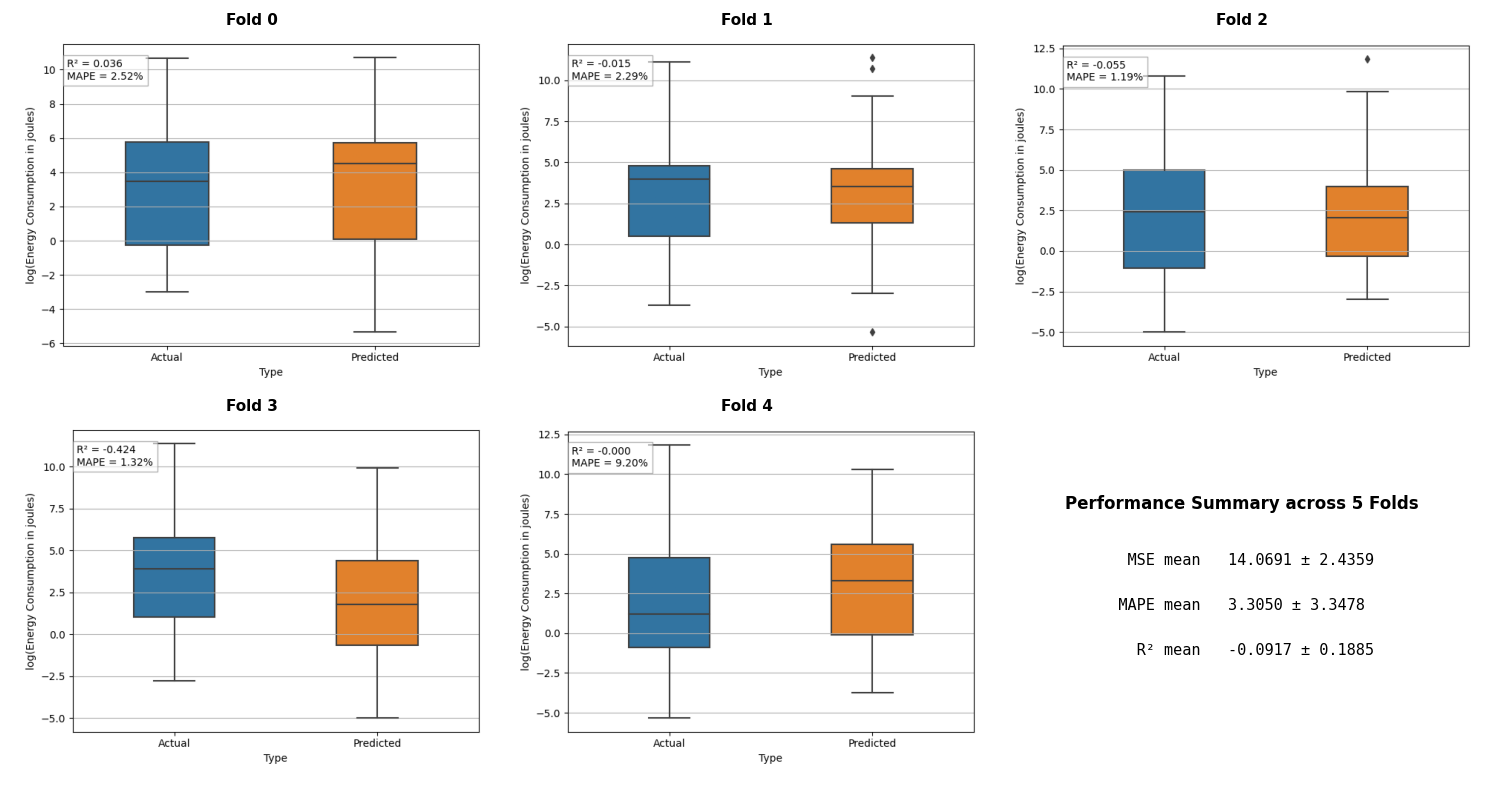 Fold 0
R² = 0.036
MAPE = 2.52%
log(Energy Consumption in joules)
10
8
6
4
2
0
−2
−4
−6
Actual
Predicted
Type
Fold 1
R² = -0.015
MAPE = 2.29%
log(Energy Consumption in joules)
10.0
7.5
5.0
2.5
0.0
−2.5
−5.0
Actual
Predicted
Type
Fold 2
R² = -0.055
MAPE = 1.19%
log(Energy Consumption in joules)
12.5
10.0
7.5
5.0
2.5
0.0
−2.5
−5.0
Actual
Predicted
Type
Fold 3
R² = -0.424
MAPE = 1.32%
log(Energy Consumption in joules)
10.0
7.5
5.0
2.5
0.0
−2.5
−5.0
Actual
Predicted
Type
Fold 4
R² = -0.000
MAPE = 9.20%
log(Energy Consumption in joules)
12.5
10.0
7.5
5.0
2.5
0.0
−2.5
−5.0
Actual
Predicted
Type
Performance Summary across 5 Folds
MSE mean 14.0691 ± 2.4359
MAPE mean 3.3050 ± 3.3478
R² mean -0.0917 ± 0.1885